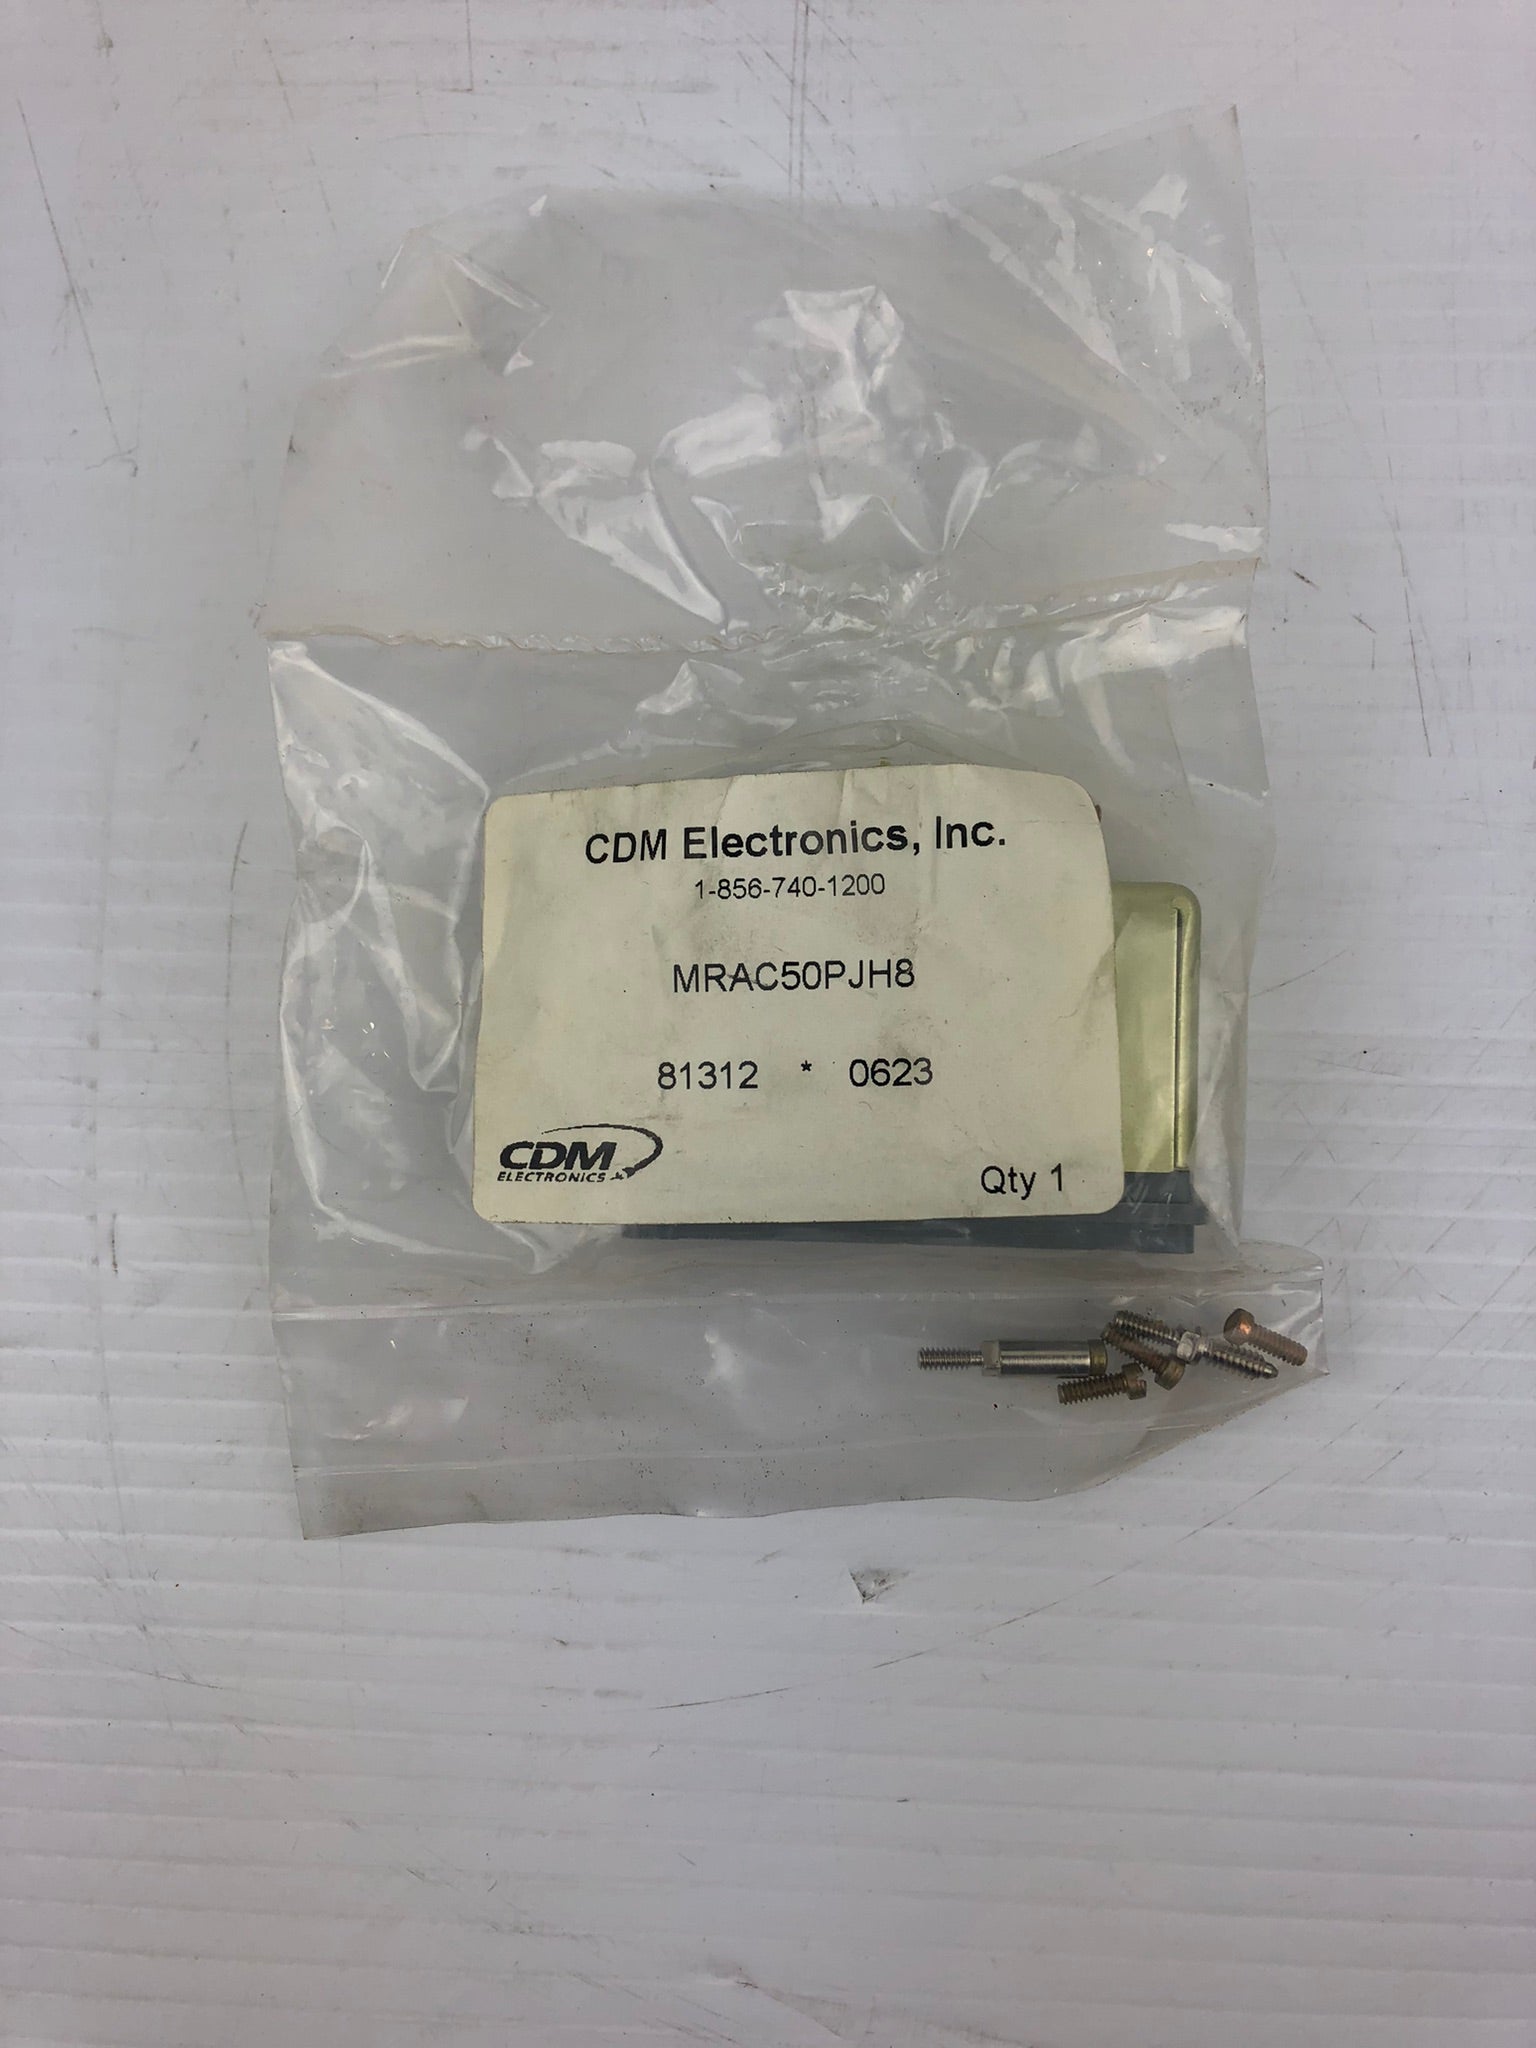 CDM Electronics, Inc.
1-856-740-1200
MRAC50PJH8
81312 * 0623
CDM
ELECTRONICS
Qty 1